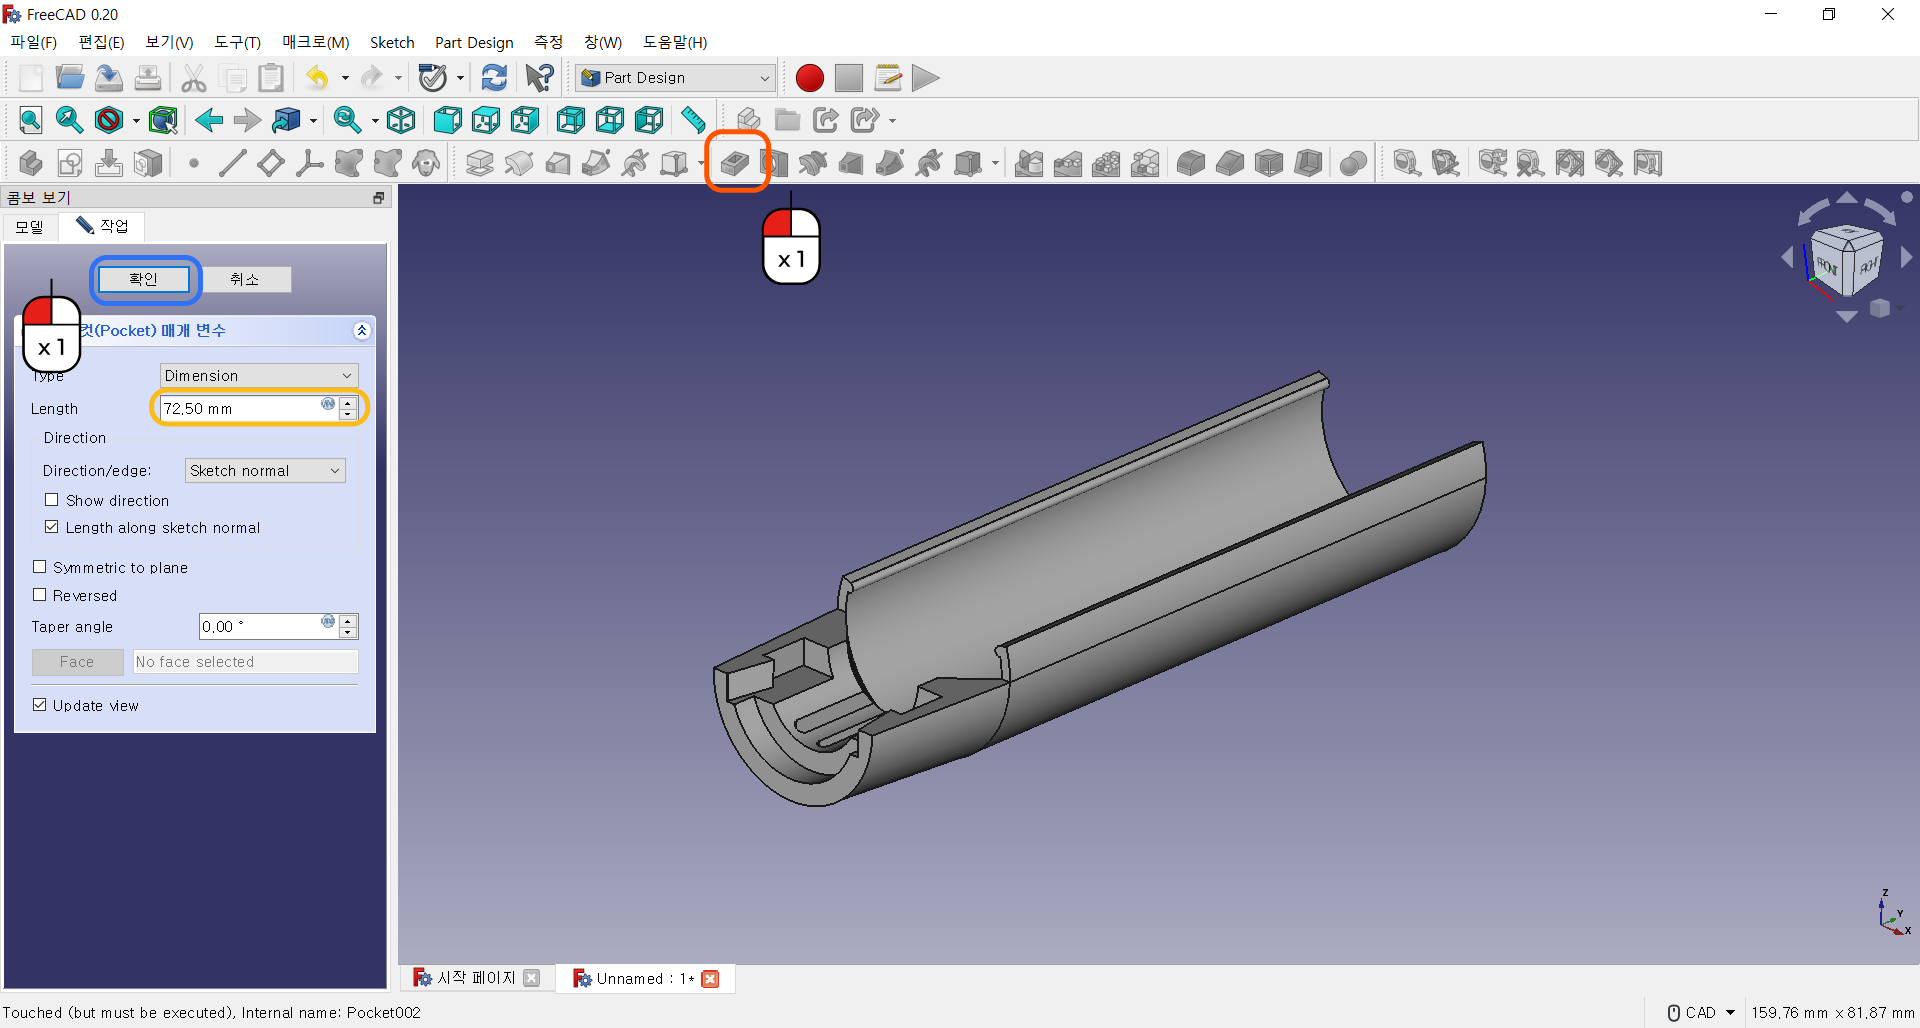 FreeCAD 0.20
파일(F) 편집(E) 보기(V) 도구(T) 매크로(M) Sketch Part Design 측정 창(W) 도움말(H)
Part Design
콤보 보기
모델 작업
확인 취소
x 1
x 1
컷(Pocket) 매개 변수
Type Dimension
Length 72,50 mm
Direction
Direction/edge: Sketch normal
Show direction
Length along sketch normal
Symmetric to plane
Reversed
Taper angle 0,00 °
Face No face selected
Update view
FRONT RIGHT
Z
Y
X
시작 페이지 Unnamed : 1*
Touched (but must be executed), Internal name: Pocket002 CAD 159,76 mm x 81,87 mm